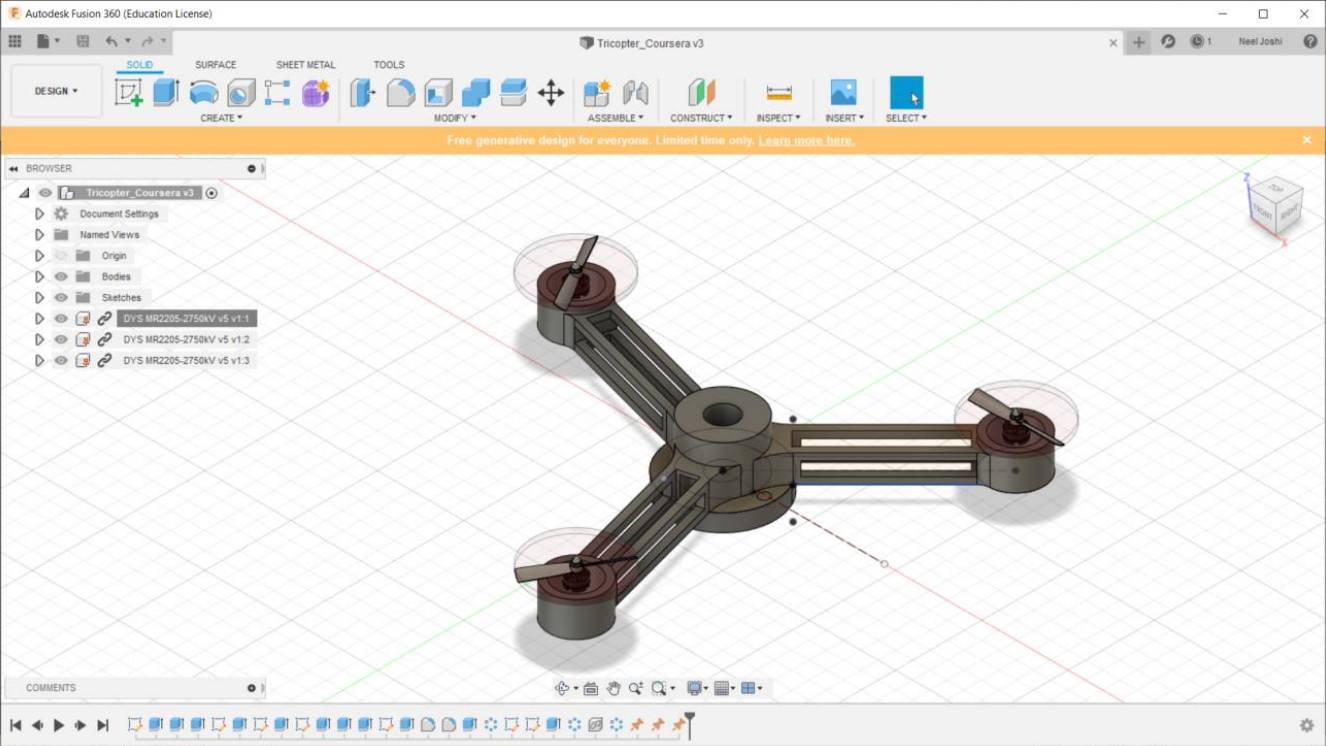 Autodesk Fusion 360 (Education License)
Tricopter_Coursera v3
1
Neel Joshi
SOLID SURFACE SHEET METAL TOOLS
DESIGN
CREATE MODIFY ASSEMBLE CONSTRUCT INSPECT INSERT SELECT
Free generative design for everyone. Limited time only. Learn more here.
BROWSER
Tricopter_Coursera v3
Document Settings
Named Views
Origin
Bodies
Sketches
DYS MR2205-2750kV v5 v1:1
DYS MR2205-2750kV v5 v1:2
DYS MR2205-2750kV v5 v1:3
Z
TOP
FRONT
RIGHT
X
COMMENTS